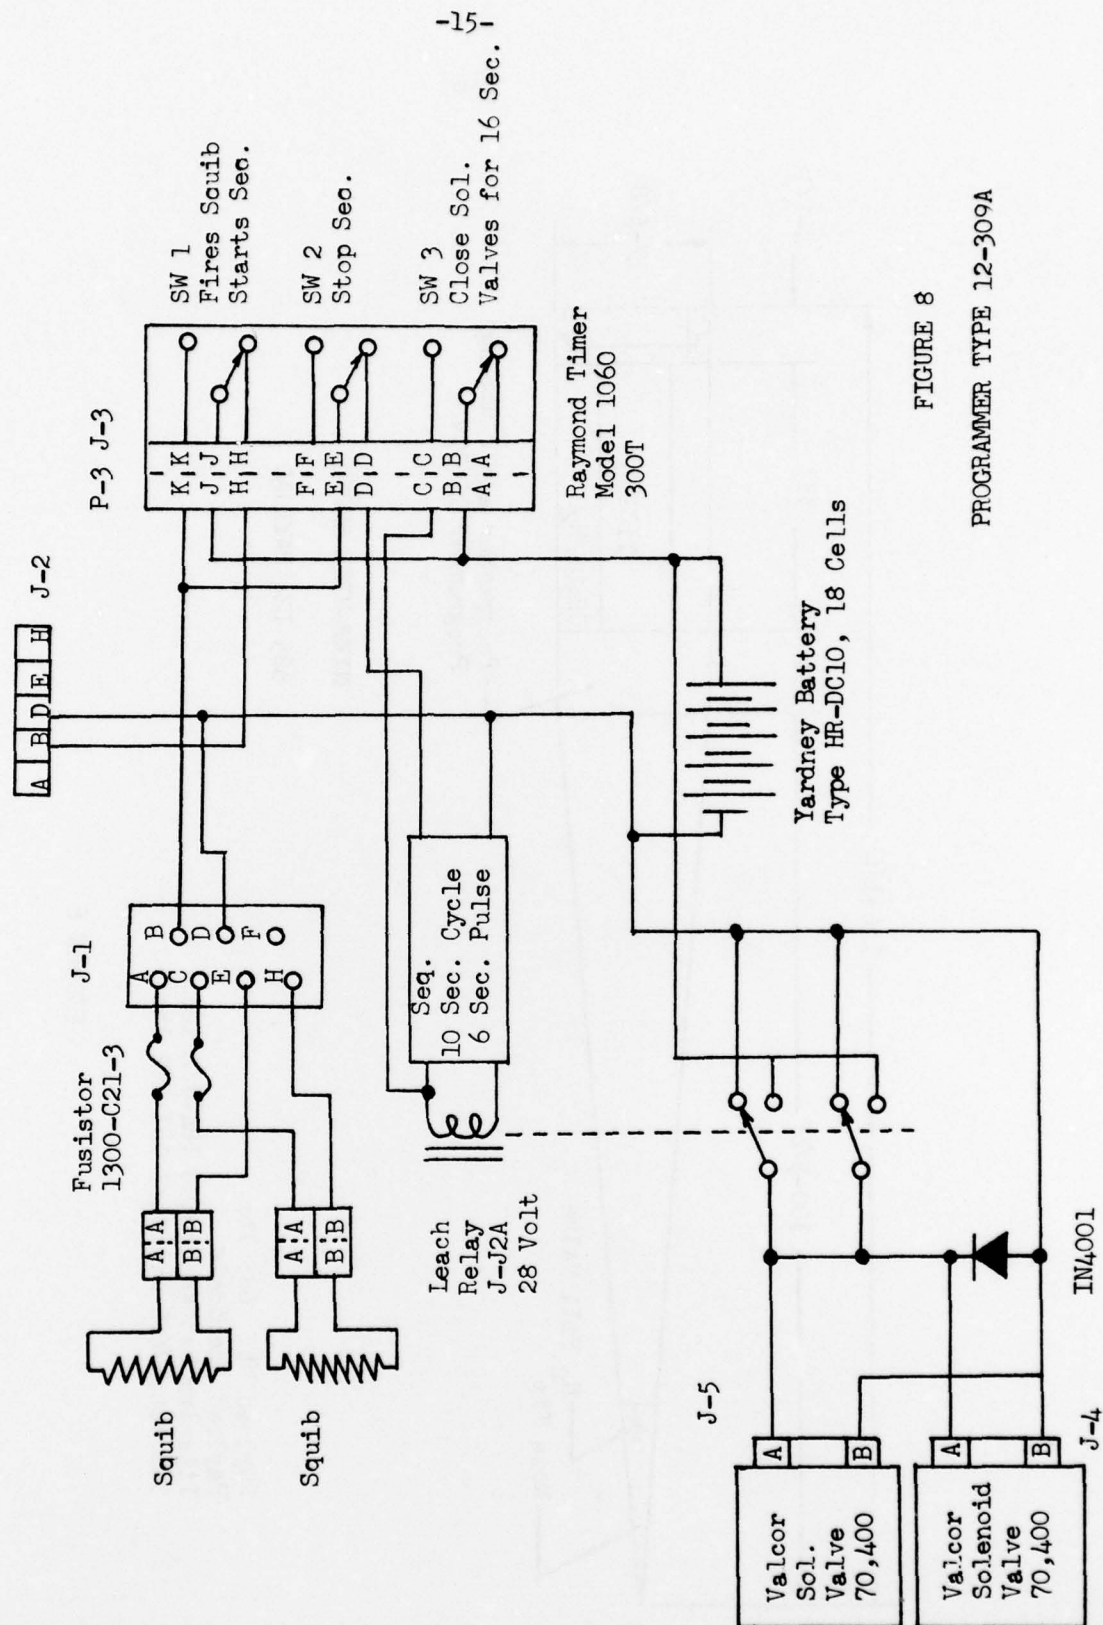 -15-
SW 1
Fires Squib
Starts Seq.
SW 2
Stop Seq.
SW 3
Close Sol.
Valves for 16 Sec.
P-3 J-3
K K
J J
H H
F F
E E
D D
C C
B B
A A
Raymond Timer
Model 1060
300T
J-2
A B D E H
J-1
A B
C D
E F
H
Fusistor
1300-C21-3
A A
B B
A A
B B
Squib
Squib
Seq.
10 Sec. Cycle
6 Sec. Pulse
Leach
Relay
J-J2A
28 Volt
Yardney Battery
Type HR-DC10, 18 Cells
J-5
A
B
Valcor
Sol.
Valve
70,400
A
B
J-4
Valcor
Solenoid
Valve
70,400
IN4001
FIGURE 8
PROGRAMMER TYPE 12-309A